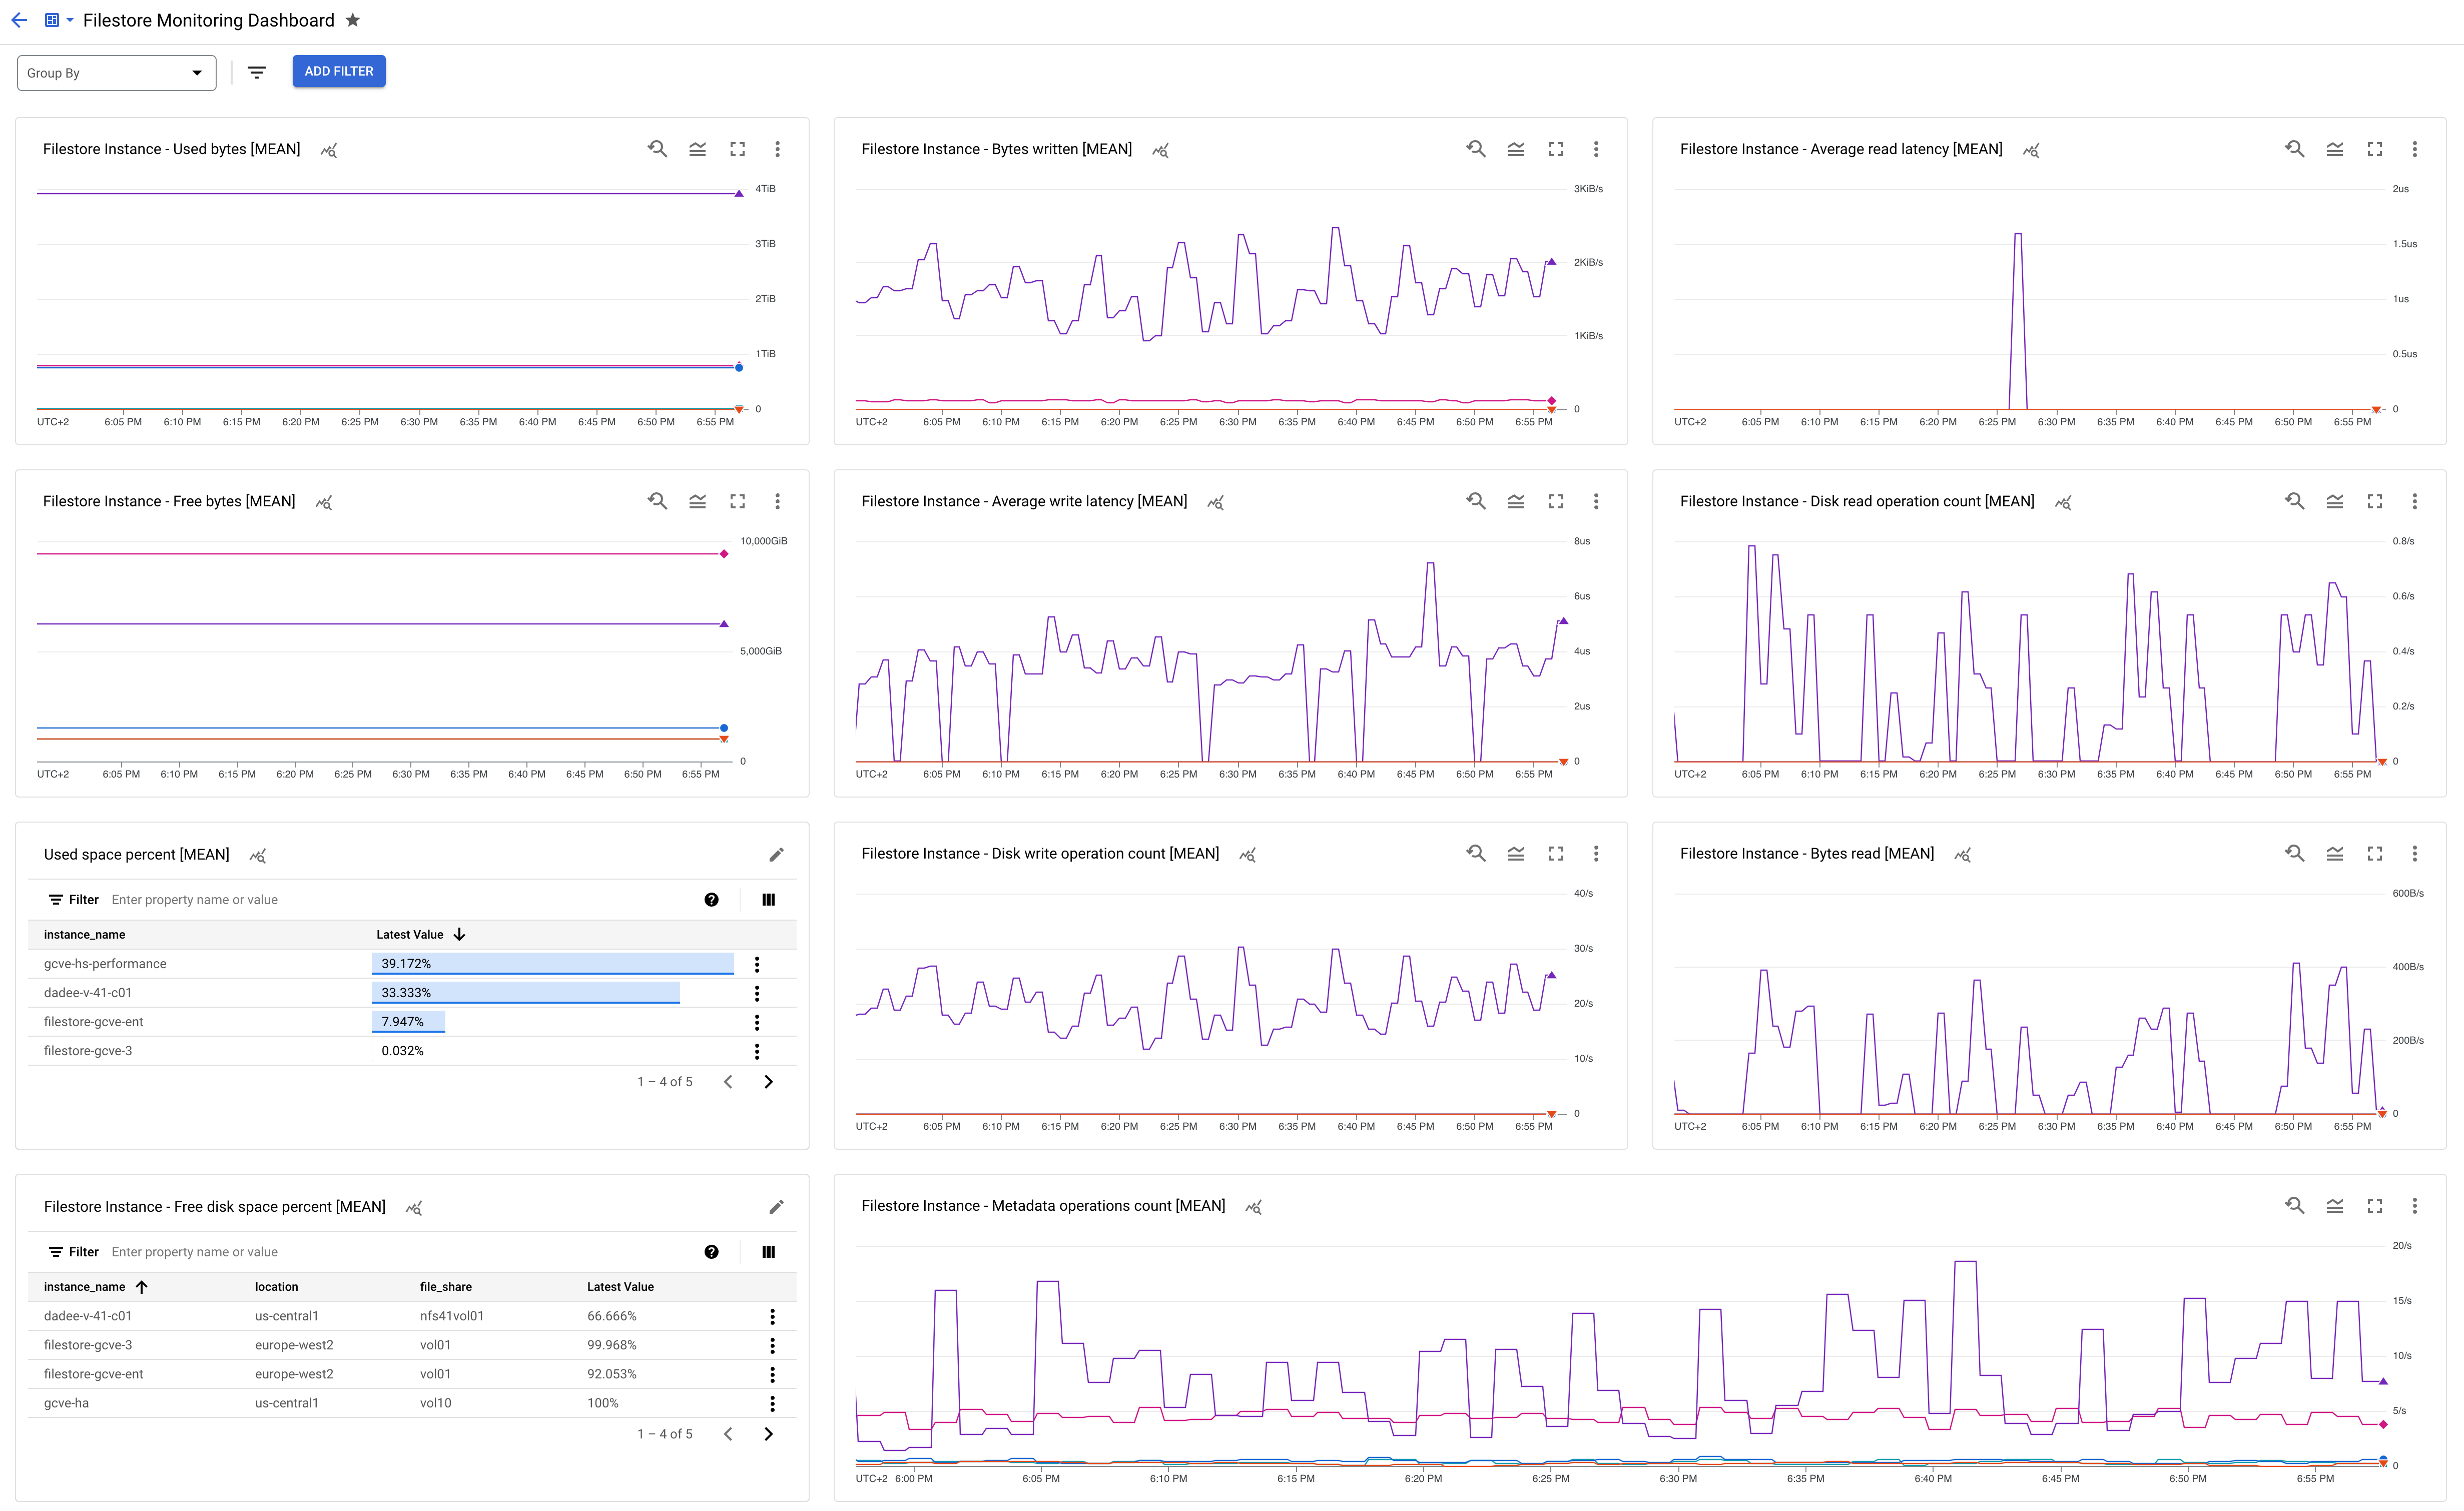 Filestore Monitoring Dashboard
Group By
ADD FILTER
Filestore Instance - Used bytes [MEAN]
4TiB
3TiB
2TiB
1TiB
0
UTC+2 6:05 PM 6:10 PM 6:15 PM 6:20 PM 6:25 PM 6:30 PM 6:35 PM 6:40 PM 6:45 PM 6:50 PM 6:55 PM
Filestore Instance - Bytes written [MEAN]
3KiB/s
2KiB/s
1KiB/s
0
UTC+2 6:05 PM 6:10 PM 6:15 PM 6:20 PM 6:25 PM 6:30 PM 6:35 PM 6:40 PM 6:45 PM 6:50 PM 6:55 PM
Filestore Instance - Average read latency [MEAN]
2us
1.5us
1us
0.5us
0
UTC+2 6:05 PM 6:10 PM 6:15 PM 6:20 PM 6:25 PM 6:30 PM 6:35 PM 6:40 PM 6:45 PM 6:50 PM 6:55 PM
Filestore Instance - Free bytes [MEAN]
10,000GiB
5,000GiB
0
UTC+2 6:05 PM 6:10 PM 6:15 PM 6:20 PM 6:25 PM 6:30 PM 6:35 PM 6:40 PM 6:45 PM 6:50 PM 6:55 PM
Filestore Instance - Average write latency [MEAN]
8us
6us
4us
2us
0
UTC+2 6:05 PM 6:10 PM 6:15 PM 6:20 PM 6:25 PM 6:30 PM 6:35 PM 6:40 PM 6:45 PM 6:50 PM 6:55 PM
Filestore Instance - Disk read operation count [MEAN]
0.8/s
0.6/s
0.4/s
0.2/s
0
UTC+2 6:05 PM 6:10 PM 6:15 PM 6:20 PM 6:25 PM 6:30 PM 6:35 PM 6:40 PM 6:45 PM 6:50 PM 6:55 PM
Used space percent [MEAN]
Filter Enter property name or value
instance_name Latest Value
gcve-hs-performance 39.172%
dadee-v-41-c01 33.333%
filestore-gcve-ent 7.947%
filestore-gcve-3 0.032%
1 – 4 of 5
Filestore Instance - Disk write operation count [MEAN]
40/s
30/s
20/s
10/s
0
UTC+2 6:05 PM 6:10 PM 6:15 PM 6:20 PM 6:25 PM 6:30 PM 6:35 PM 6:40 PM 6:45 PM 6:50 PM 6:55 PM
Filestore Instance - Bytes read [MEAN]
600B/s
400B/s
200B/s
0
UTC+2 6:05 PM 6:10 PM 6:15 PM 6:20 PM 6:25 PM 6:30 PM 6:35 PM 6:40 PM 6:45 PM 6:50 PM 6:55 PM
Filestore Instance - Free disk space percent [MEAN]
Filter Enter property name or value
instance_name location file_share Latest Value
dadee-v-41-c01 us-central1 nfs41vol01 66.666%
filestore-gcve-3 europe-west2 vol01 99.968%
filestore-gcve-ent europe-west2 vol01 92.053%
gcve-ha us-central1 vol10 100%
1 – 4 of 5
Filestore Instance - Metadata operations count [MEAN]
20/s
15/s
10/s
5/s
0
UTC+2 6:00 PM 6:05 PM 6:10 PM 6:15 PM 6:20 PM 6:25 PM 6:30 PM 6:35 PM 6:40 PM 6:45 PM 6:50 PM 6:55 PM